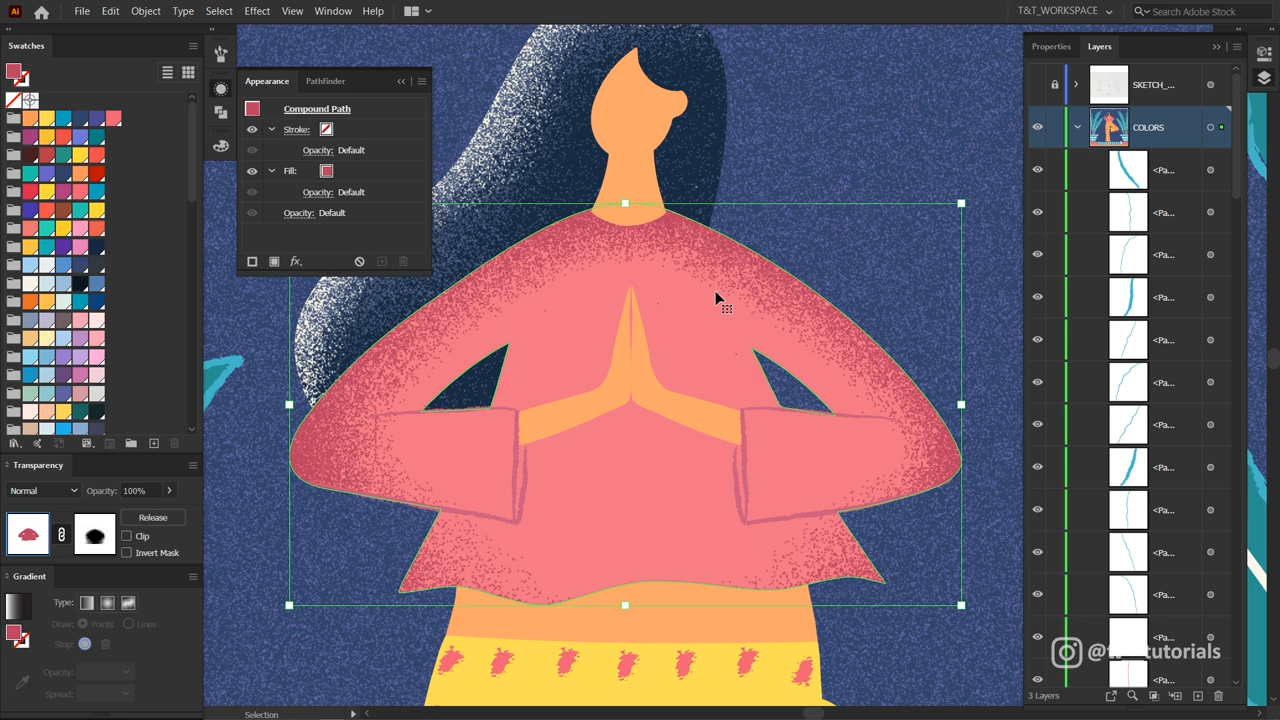 Ai File Edit Object Type Select Effect View Window Help T&T_WORKSPACE Search Adobe Stock
Swatches
Appearance Pathfinder
Compound Path
Stroke:
Opacity: Default
Fill:
Opacity: Default
Opacity: Default
fx.
Transparency
Normal Opacity: 100%
Release
Clip
Invert Mask
Gradient
Type:
Draw: Points Lines
Stop:
Opacity:
Spread:
Selection
Properties Layers
SKETCH_...
COLORS
<Pa...
<Pa...
<Pa...
<Pa...
<Pa...
<Pa...
<Pa...
<Pa...
<Pa...
<Pa...
<Pa...
<Pa...
<Pa...
3 Layers